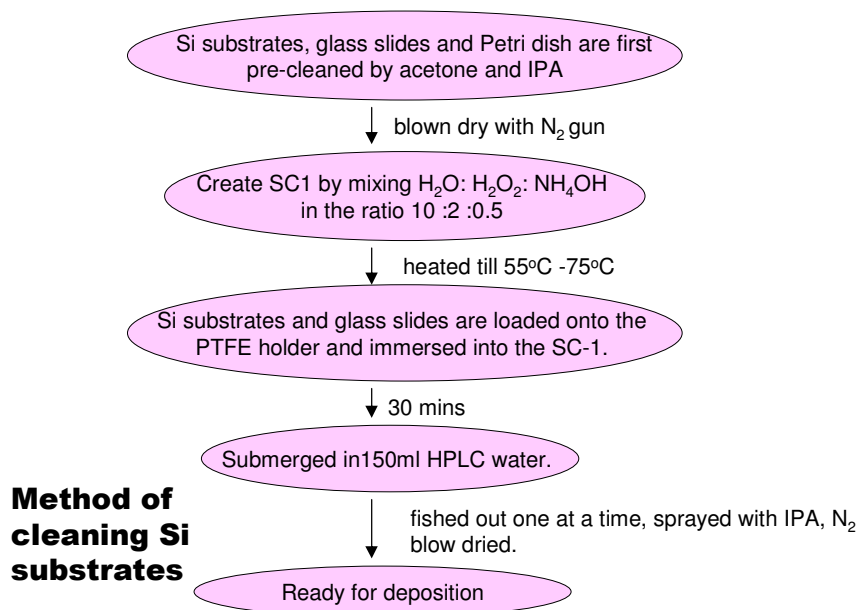 Si substrates, glass slides and Petri dish are first
pre-cleaned by acetone and IPA
blown dry with N₂ gun
Create SC1 by mixing H₂O: H₂O₂: NH₄OH
in the ratio 10 :2 :0.5
heated till 55ºC -75ºC
Si substrates and glass slides are loaded onto the
PTFE holder and immersed into the SC-1.
30 mins
Submerged in150ml HPLC water.
Method of
cleaning Si
substrates
fished out one at a time, sprayed with IPA, N₂
blow dried.
Ready for deposition